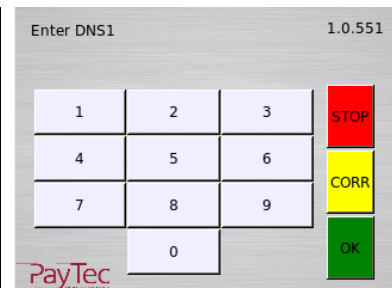 Enter DNS1 1.0.551
1 2 3 STOP
4 5 6
CORR
7 8 9
0 OK
PayTec